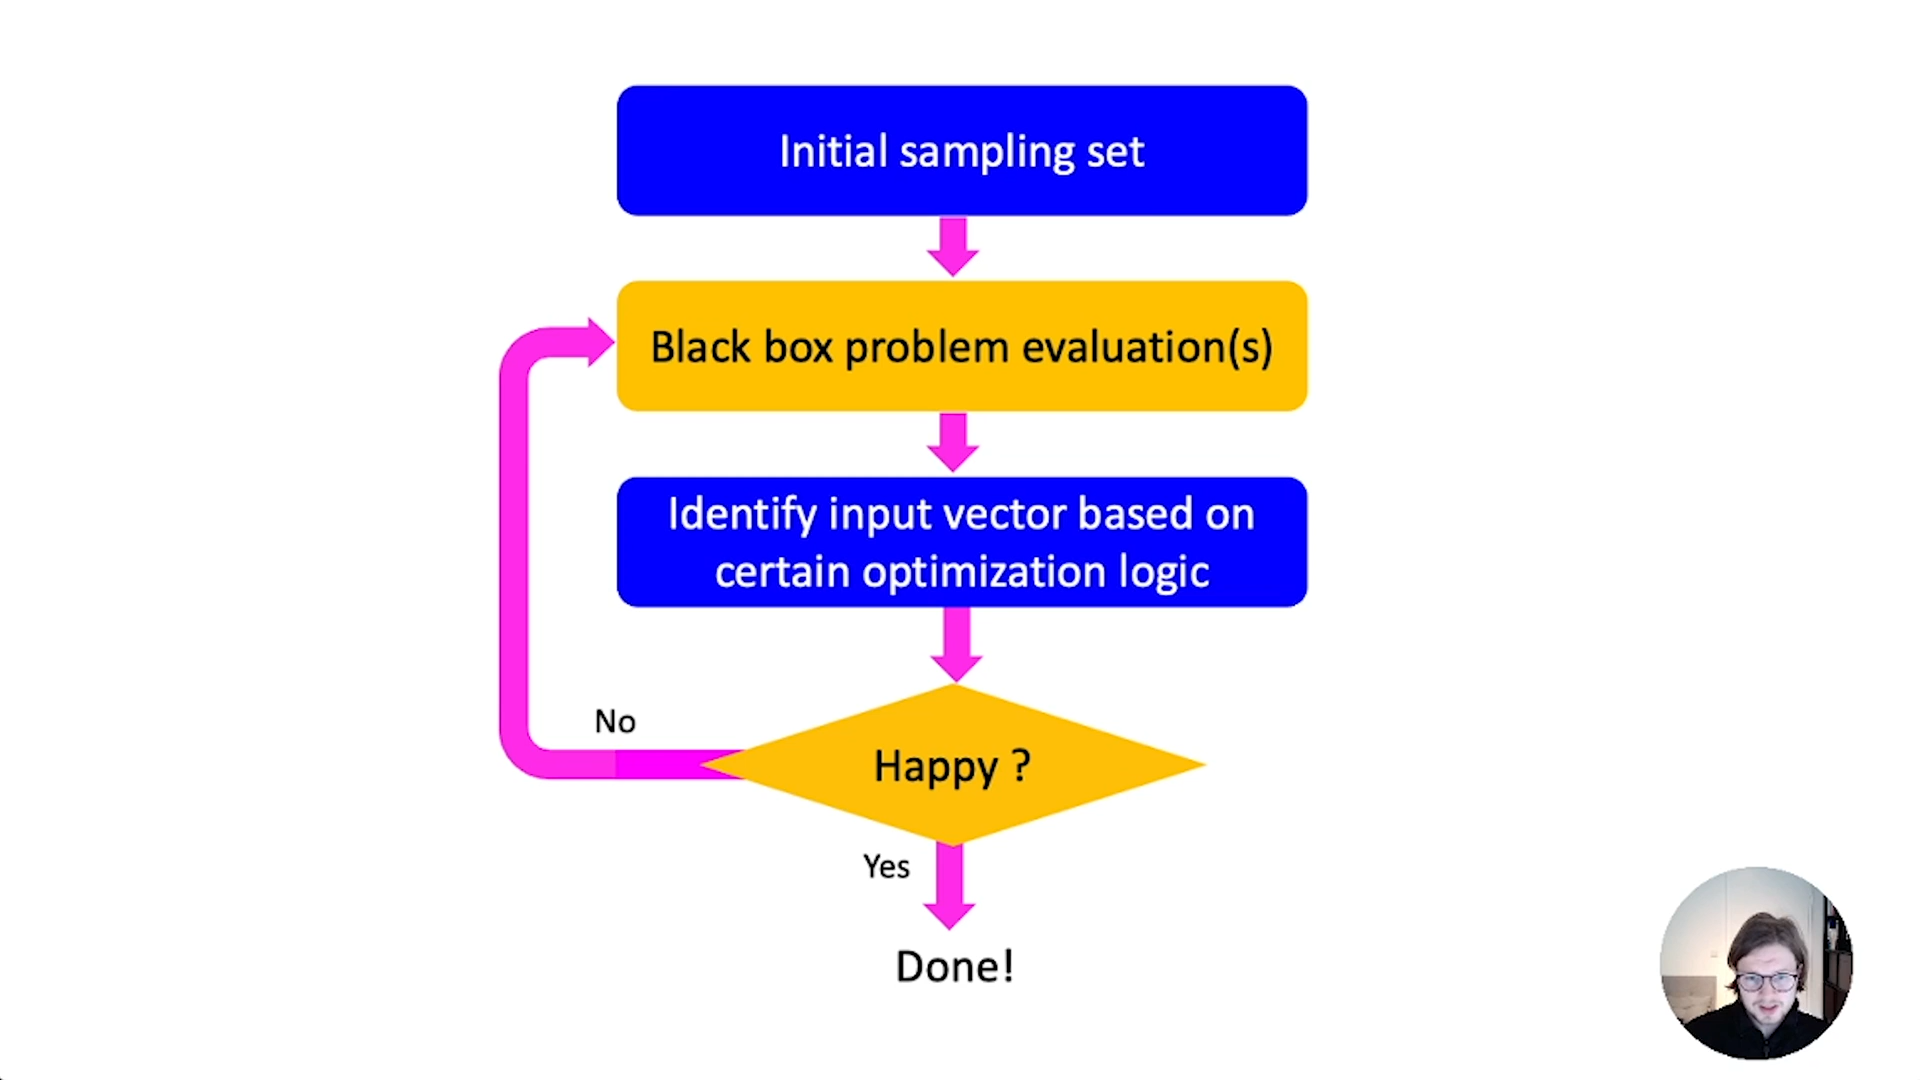 Initial sampling set
Black box problem evaluation(s)
Identify input vector based on
certain optimization logic
No
Happy ?
Yes
Done!